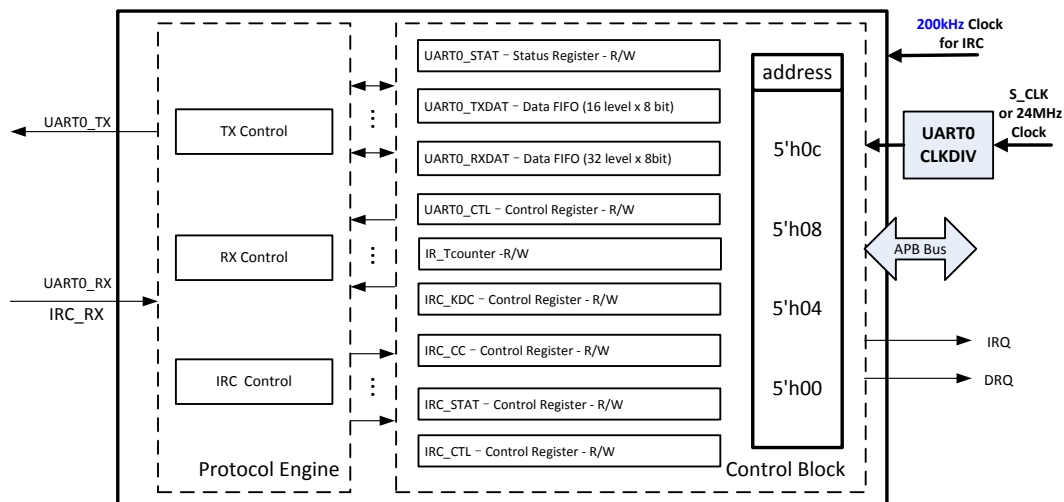 200kHz Clock
for IRC
UART0_STAT – Status Register - R/W
address
UART0_TXDAT – Data FIFO (16 level x 8 bit)
S_CLK
or 24MHz
Clock
UART0_TX
TX Control
UART0
CLKDIV
UART0_RXDAT – Data FIFO (32 level x 8bit)
5'h0c
UART0_CTL – Control Register - R/W
5'h08
RX Control
IR_Tcounter -R/W
APB Bus
UART0_RX
IRC_RX
IRC_KDC – Control Register - R/W
5'h04
IRC_CC – Control Register - R/W
IRQ
IRC Control
DRQ
5'h00
IRC_STAT – Control Register - R/W
IRC_CTL – Control Register - R/W
Protocol Engine
Control Block